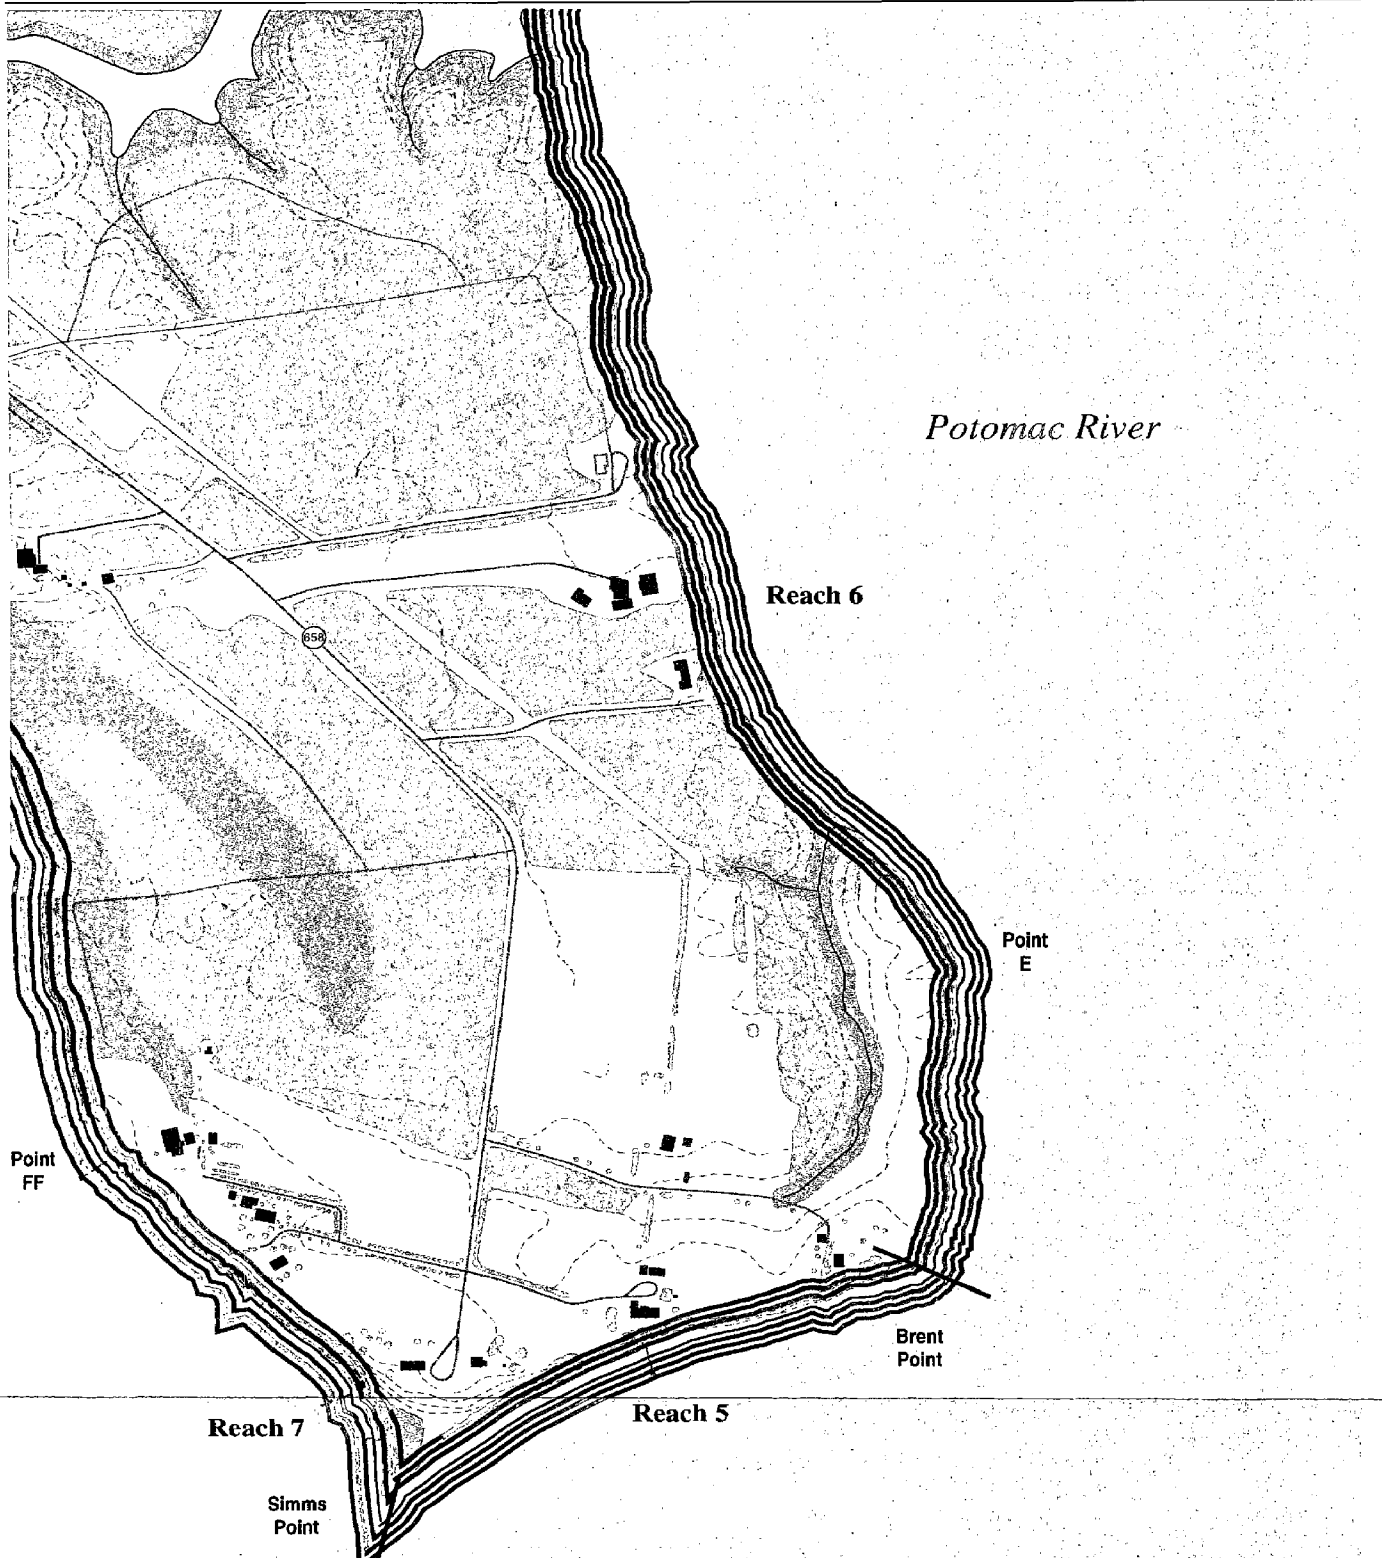 Potomac River
Reach 6
658
Point
E
Point
FF
Brent
Point
Reach 5
Reach 7
Simms
Point